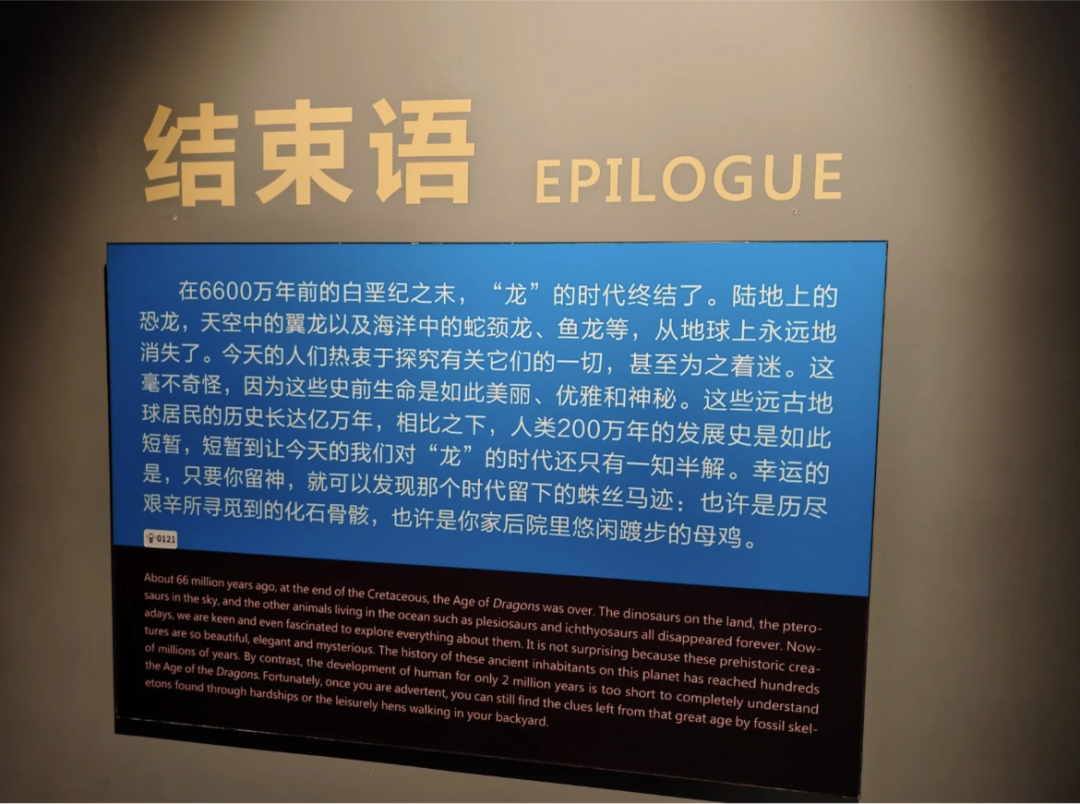 结束语 EPILOGUE
在6600万年前的白垩纪之末，“龙”的时代终结了。陆地上的
恐龙，天空中的翼龙以及海洋中的蛇颈龙、鱼龙等，从地球上永远地
消失了。今天的人们热衷于探究有关它们的一切，甚至为之着迷。这
毫不奇怪，因为这些史前生命是如此美丽、优雅和神秘。这些远古地
球居民的历史长达亿万年，相比之下，人类200万年的发展史是如此
短暂，短暂到让今天的我们对“龙”的时代还只有一知半解。幸运的
是，只要你留神，就可以发现那个时代留下的蛛丝马迹：也许是历尽
艰辛所寻觅到的化石骨骸，也许是你家后院里悠闲踱步的母鸡。
0121
About 66 million years ago, at the end of the Cretaceous, the Age of Dragons was over. The dinosaurs on the land, the ptero-
saurs in the sky, and the other animals living in the ocean such as plesiosaurs and ichthyosaurs all disappeared forever. Now-
adays, we are keen and even fascinated to explore everything about them. It is not surprising because these prehistoric crea-
tures are so beautiful, elegant and mysterious. The history of these ancient inhabitants on this planet has reached hundreds
of millions of years. By contrast, the development of human for only 2 million years is too short to completely understand
the Age of the Dragons. Fortunately, once you are advertent, you can still find the clues left from that great age by fossil skel-
etons found through hardships or the leisurely hens walking in your backyard.